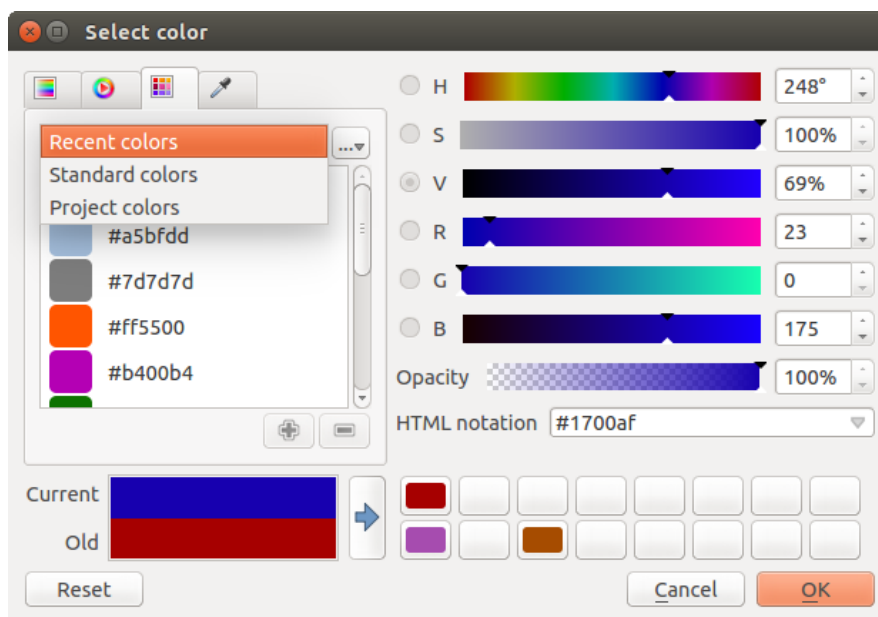 Select color
Recent colors
...
Standard colors
Project colors
#a5bfdd
#7d7d7d
#ff5500
#b400b4
H 248°
S 100%
V 69%
R 23
G 0
B 175
Opacity 100%
HTML notation #1700af
Current
Old
Reset
Cancel
OK